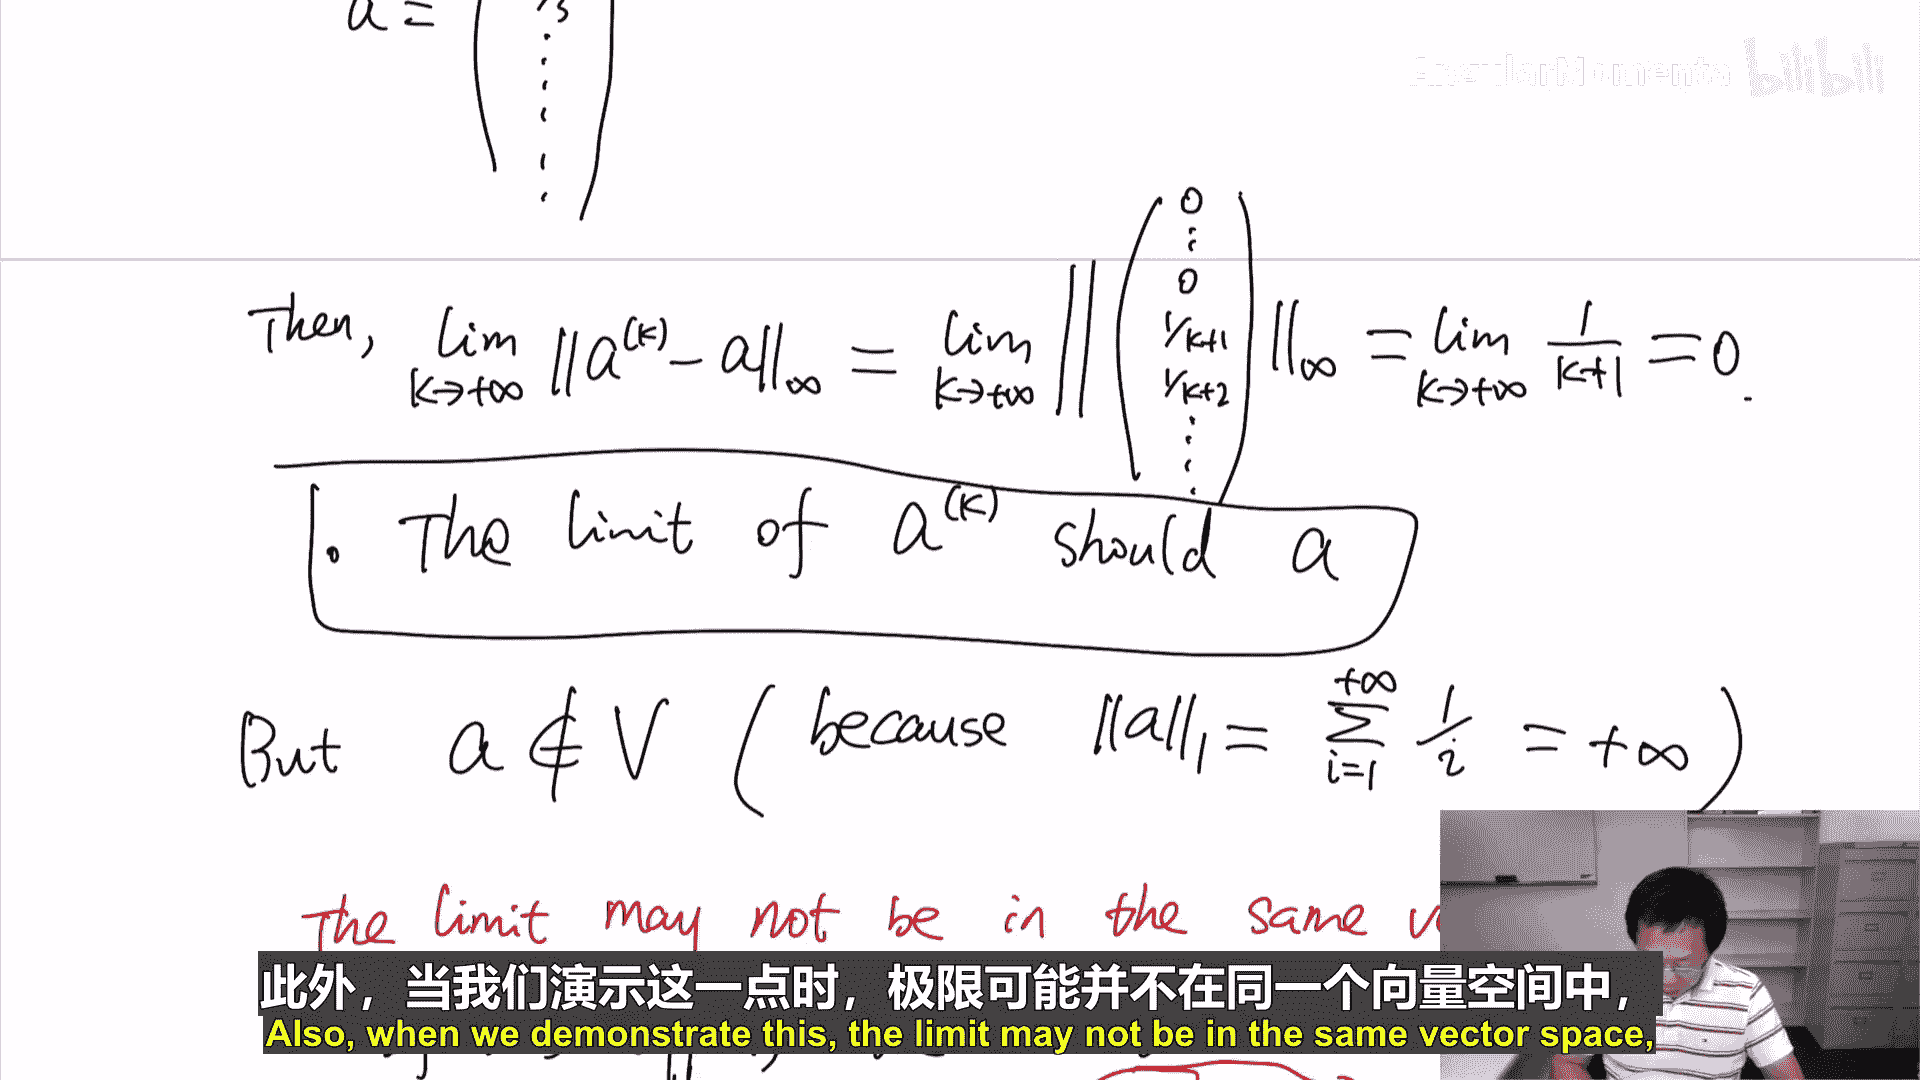 a = ( 1/3
bilibili
0
⋮
0
1/k+1
1/k+2
⋮
Then, lim k→+∞ ||a^(k) - a||∞ = lim k→+∞ || ||∞ = lim k→+∞ 1/k+1 = 0.
. The limit of a^(k) should a
But a ∉ V ( because ||a||₁ = Σ i=1 +∞ 1/i = +∞ )
The limit may not be in the same
此外，当我们演示这一点时，极限可能并不在同一个向量空间中，
Also, when we demonstrate this, the limit may not be in the same vector space,